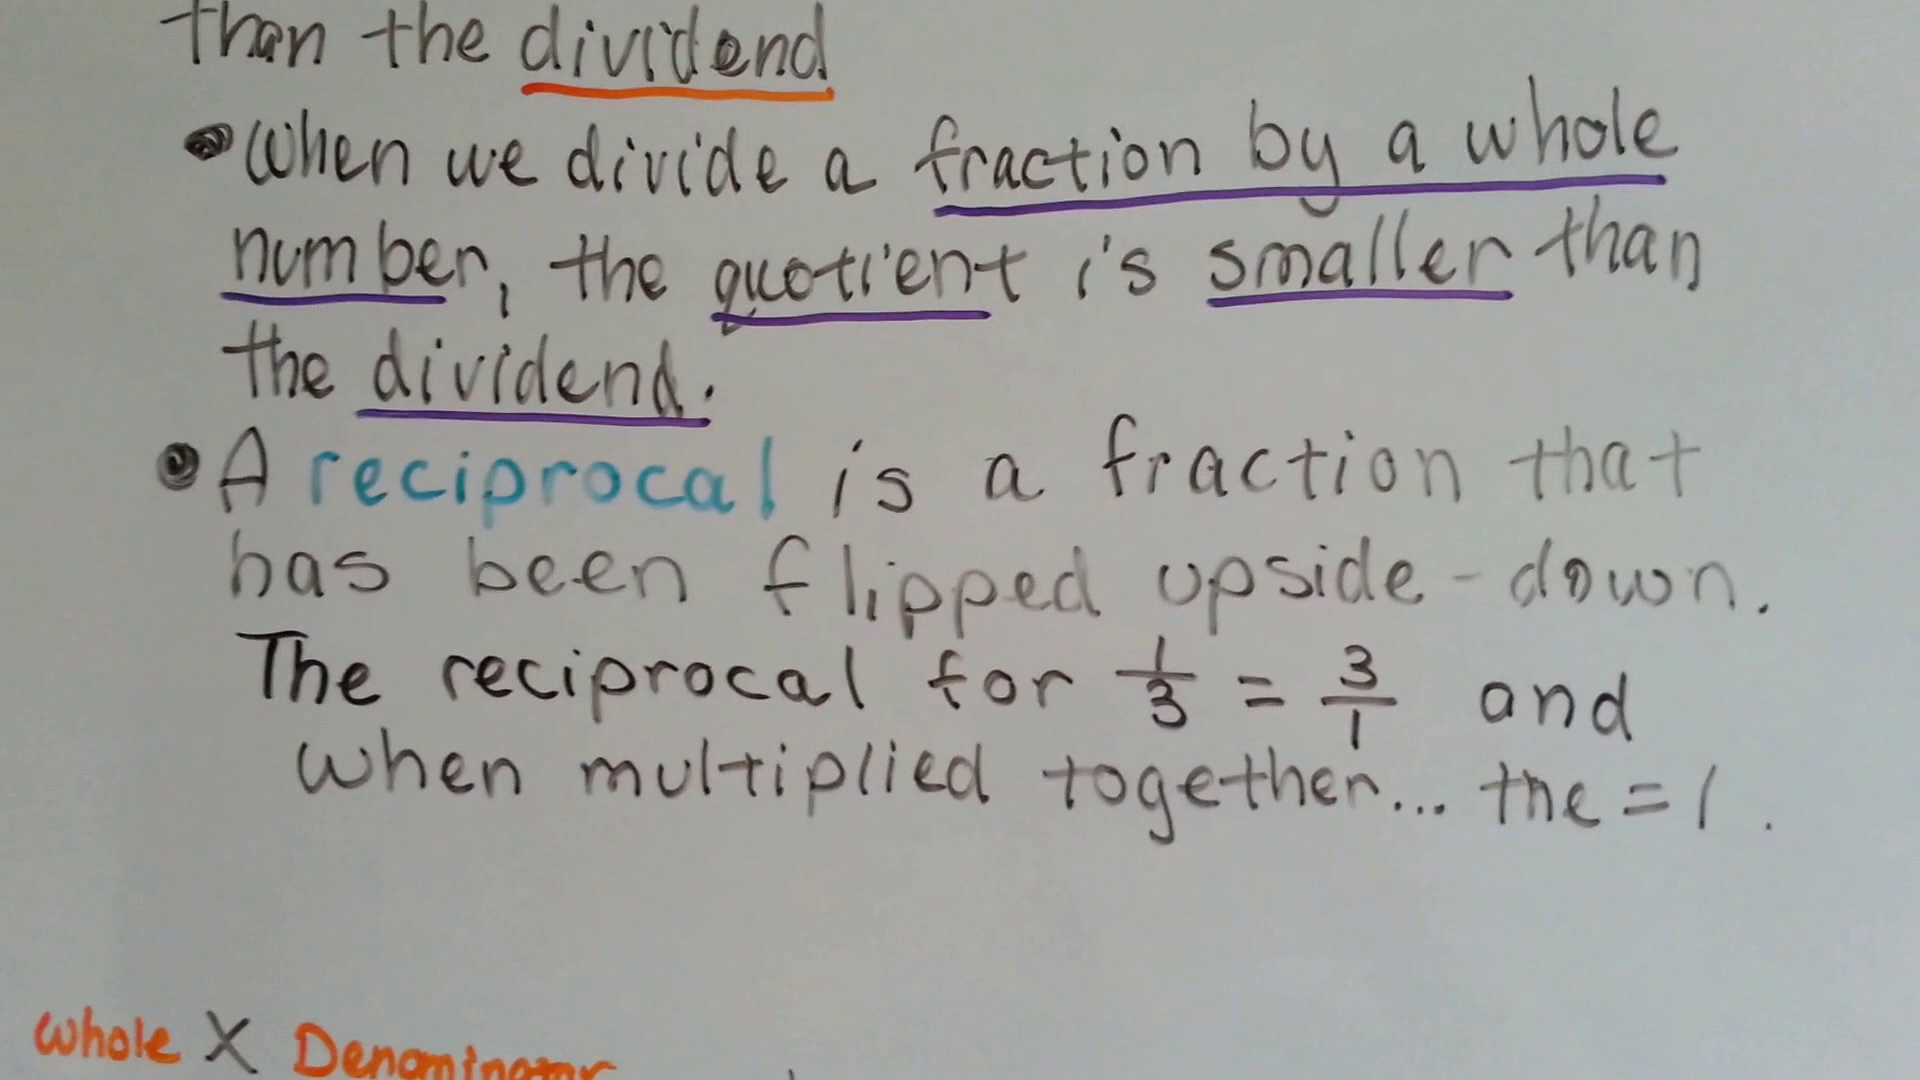 than the dividend
•When we divide a fraction by a whole
number, the quotient is smaller than
the dividend.
•A reciprocal is a fraction that
has been flipped upside-down.
The reciprocal for 1/3 = 3/1 and
when multiplied together... the = 1.
whole X Denominator